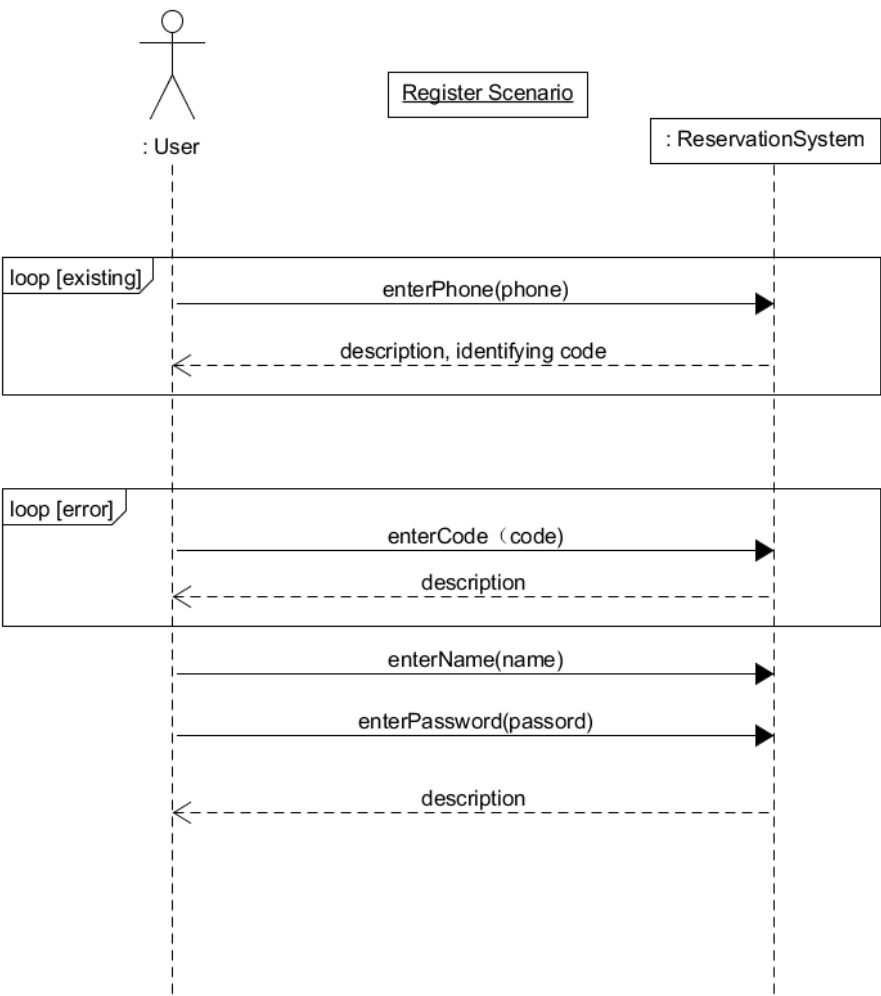 Register Scenario
: User
: ReservationSystem
loop [existing]
enterPhone(phone)
description, identifying code
loop [error]
enterCode（code)
description
enterName(name)
enterPassword(passord)
description